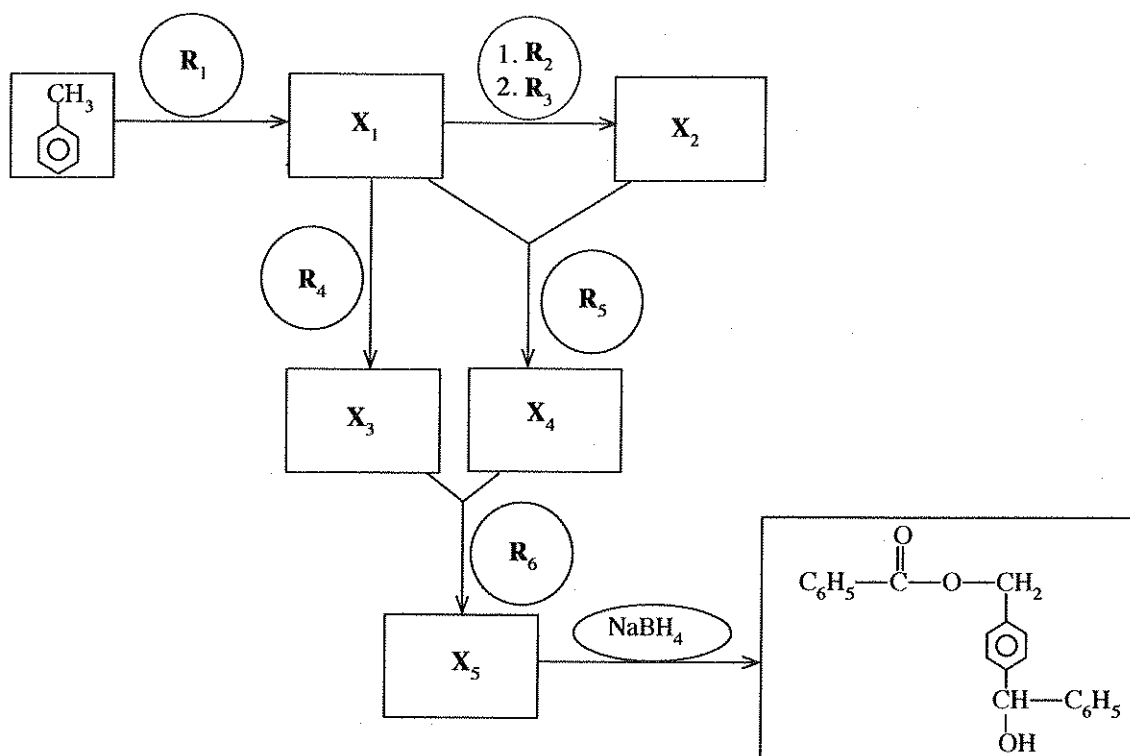 CH₃
R₁
X₁
1. R₂
2. R₃
X₂
R₄
R₅
X₃
X₄
R₆
X₅
NaBH₄
O
C₆H₅—C—O—CH₂
CH—C₆H₅
OH